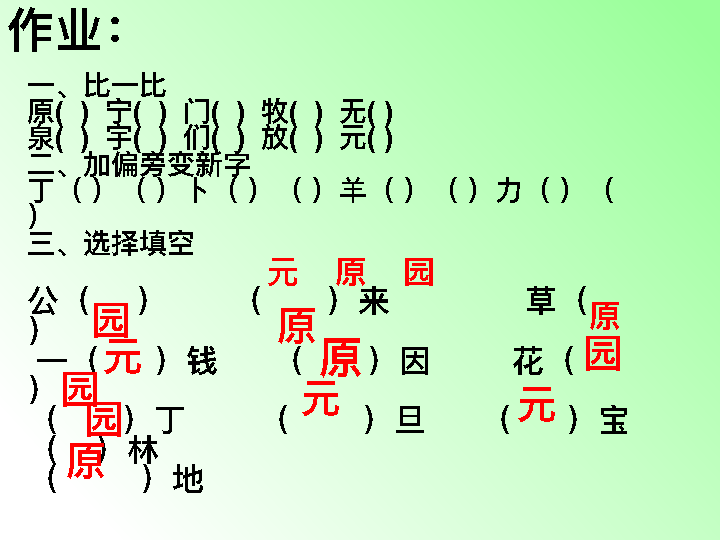 作业：
一、比一比
原( ) 宁( ) 门( ) 牧( ) 无( )
泉( ) 宇( ) 们( ) 放( ) 元( )
二、加偏旁变新字
丁（ ）（ ）卜（ ）（ ）羊（ ）（ ）力（ ）（
）
三、选择填空
元 原 园
公（园）（原）来 草（原
）
一（元）钱 （原）因 花（园
）园
（园）丁 （元）旦 （元）宝
（ ）林
（原）地